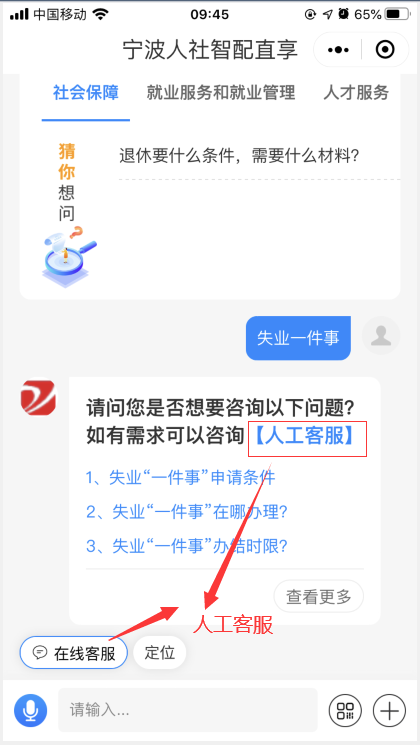 中国移动
09:45
65%
宁波人社智配直享
社会保障
就业服务和就业管理
人才服务
猜你想问
退休要什么条件，需要什么材料?
失业一件事
请问您是否想要咨询以下问题?
如有需求可以咨询【人工客服】
1、失业“一件事”申请条件
2、失业“一件事”在哪办理?
3、失业“一件事”办结时限?
查看更多
人工客服
在线客服
定位
请输入...